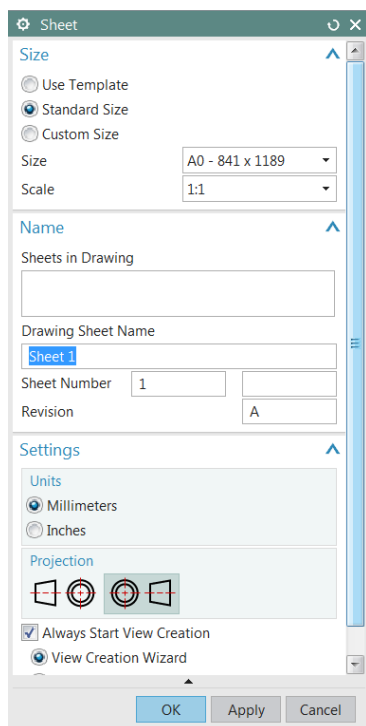 Sheet
Size
Use Template
Standard Size
Custom Size
Size A0 - 841 x 1189
Scale 1:1
Name
Sheets in Drawing
Drawing Sheet Name
Sheet 1
Sheet Number 1
Revision A
Settings
Units
Millimeters
Inches
Projection
Always Start View Creation
View Creation Wizard
OK Apply Cancel